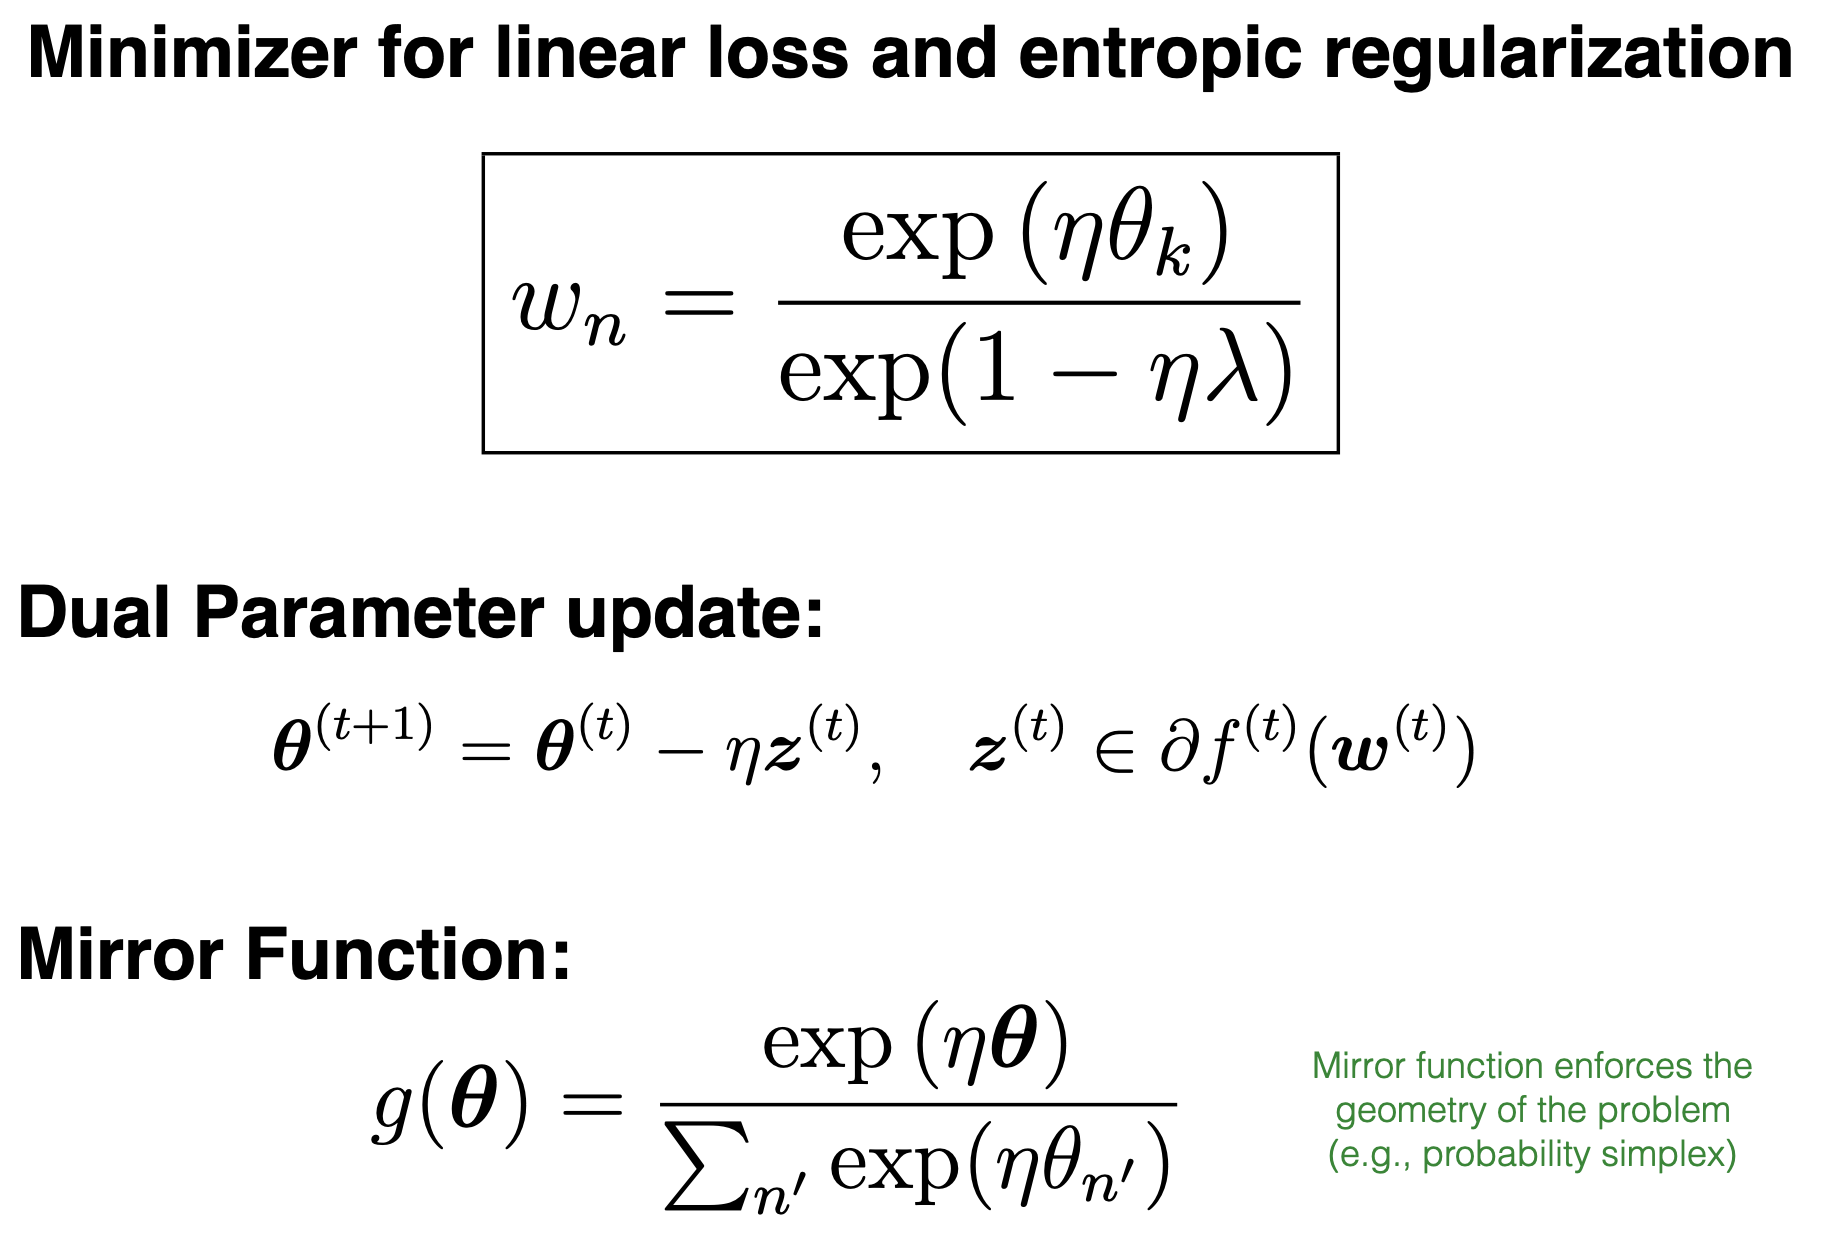 Minimizer for linear loss and entropic regularization
$w_n = \frac{\exp(\eta\theta_k)}{\exp(1 - \eta\lambda)}$
Dual Parameter update:
$\boldsymbol{\theta}^{(t+1)} = \boldsymbol{\theta}^{(t)} - \eta \boldsymbol{z}^{(t)}, \quad \boldsymbol{z}^{(t)} \in \partial f^{(t)}(\boldsymbol{w}^{(t)})$
Mirror Function:
$g(\boldsymbol{\theta}) = \frac{\exp(\eta\boldsymbol{\theta})}{\sum_{n'} \exp(\eta\theta_{n'})}$
Mirror function enforces the
geometry of the problem
(e.g., probability simplex)